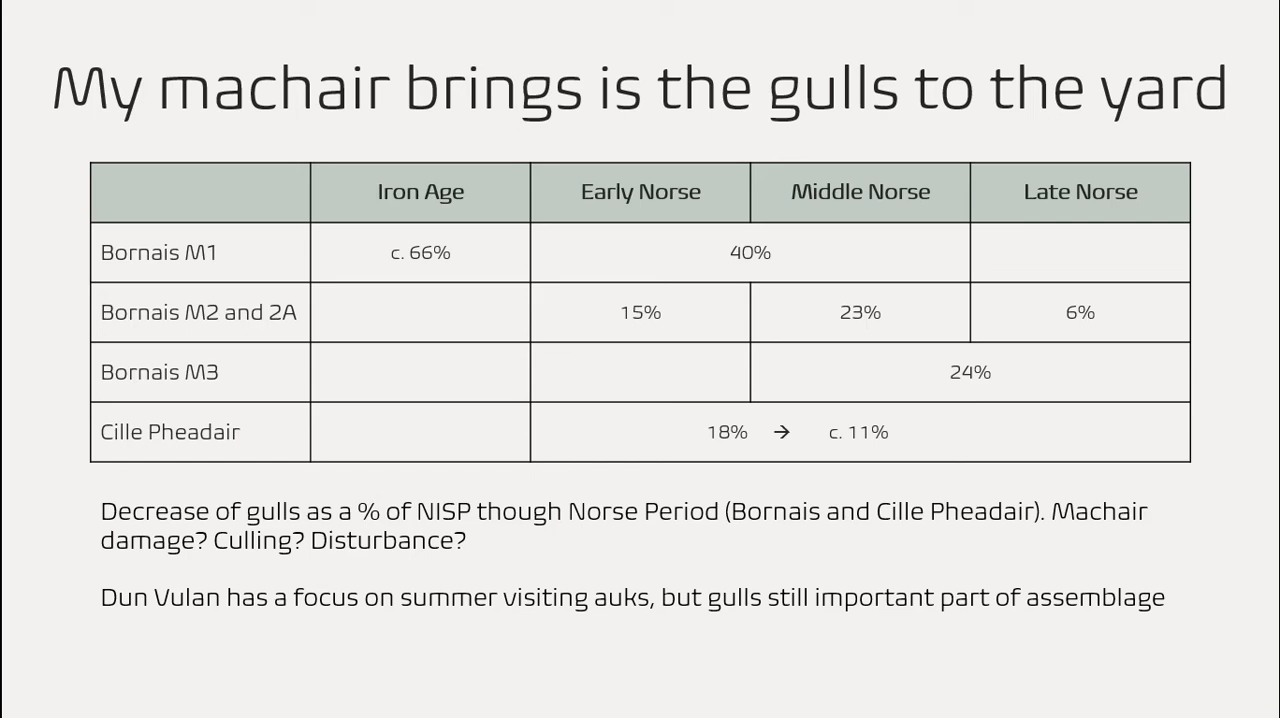 My machair brings is the gulls to the yard
Iron Age Early Norse Middle Norse Late Norse
Bornais M1 c. 66% 40%
Bornais M2 and 2A 15% 23% 6%
Bornais M3 24%
Cille Pheadair 18% → c. 11%
Decrease of gulls as a % of NISP though Norse Period (Bornais and Cille Pheadair). Machair
damage? Culling? Disturbance?
Dun Vulan has a focus on summer visiting auks, but gulls still important part of assemblage